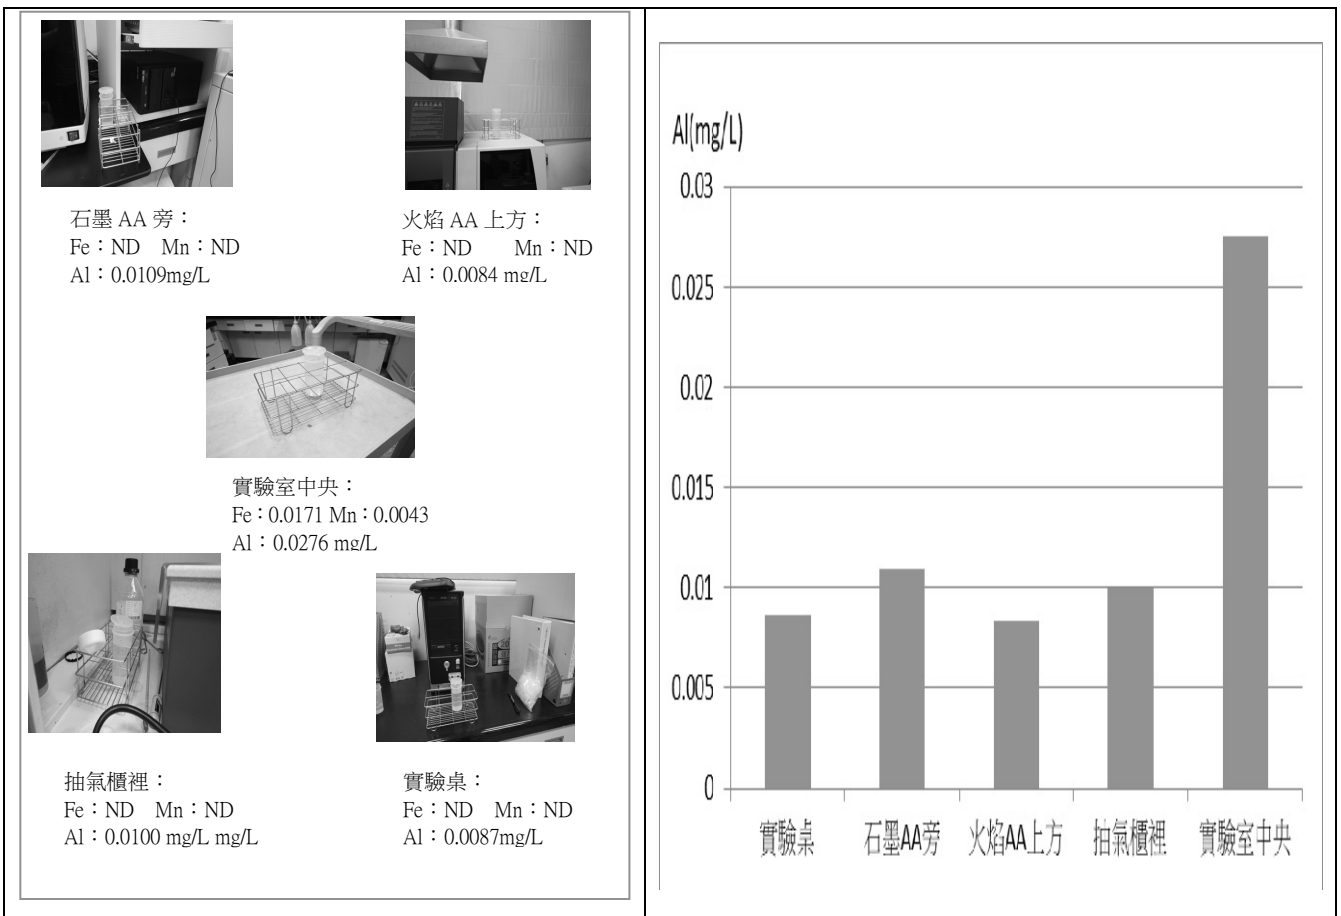 石墨 AA 旁：
Fe：ND Mn：ND
Al：0.0109mg/L
火焰 AA 上方：
Fe：ND Mn：ND
Al：0.0084 mg/L
實驗室中央：
Fe：0.0171 Mn：0.0043
Al：0.0276 mg/L
抽氣櫃裡：
Fe：ND Mn：ND
Al：0.0100 mg/L mg/L
實驗桌：
Fe：ND Mn：ND
Al：0.0087mg/L
Al(mg/L)
0.03
0.025
0.02
0.015
0.01
0.005
0
實驗桌 石墨AA旁 火焰AA上方 抽氣櫃裡 實驗室中央